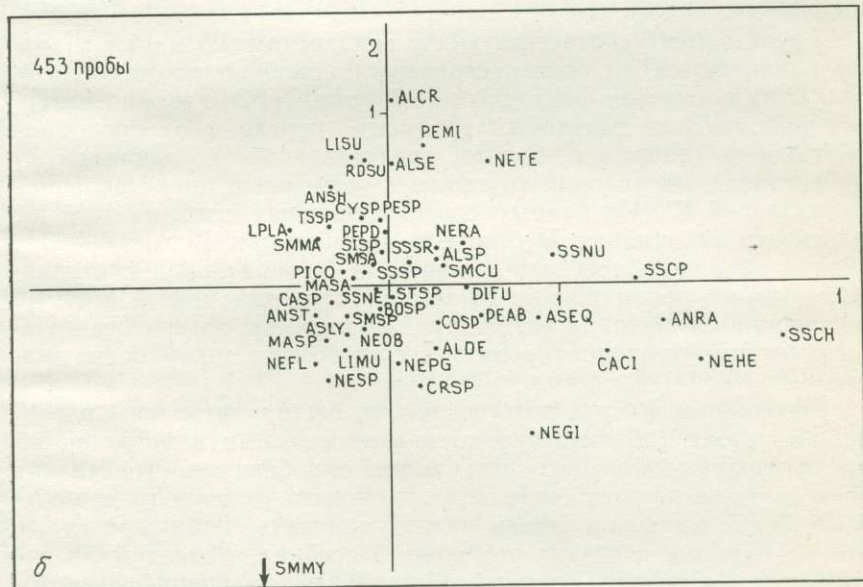 2
453 пробы
ALCR
1
PEMI
LISU
RDSU
ALSE
NETE
ANSH
CYSP PESP
TSSP
LPLA
PEPD
NERA
SMMA
SISP
SSSR
ALSP
SSNU
SMSA
PICO
SSSP
SMCU
SSCP
MASA
CASP
SSNE
STSP
DIFU
1
1
ANST
SMSP
BOSP
COSP
PEAB
ASEQ
ANRA
ASLY
SSCH
MASP
NEOB
ALDE
CACI
NEHE
NEFL
LIMU
NEPG
NESP
CRSP
NEGI
б
SMMY